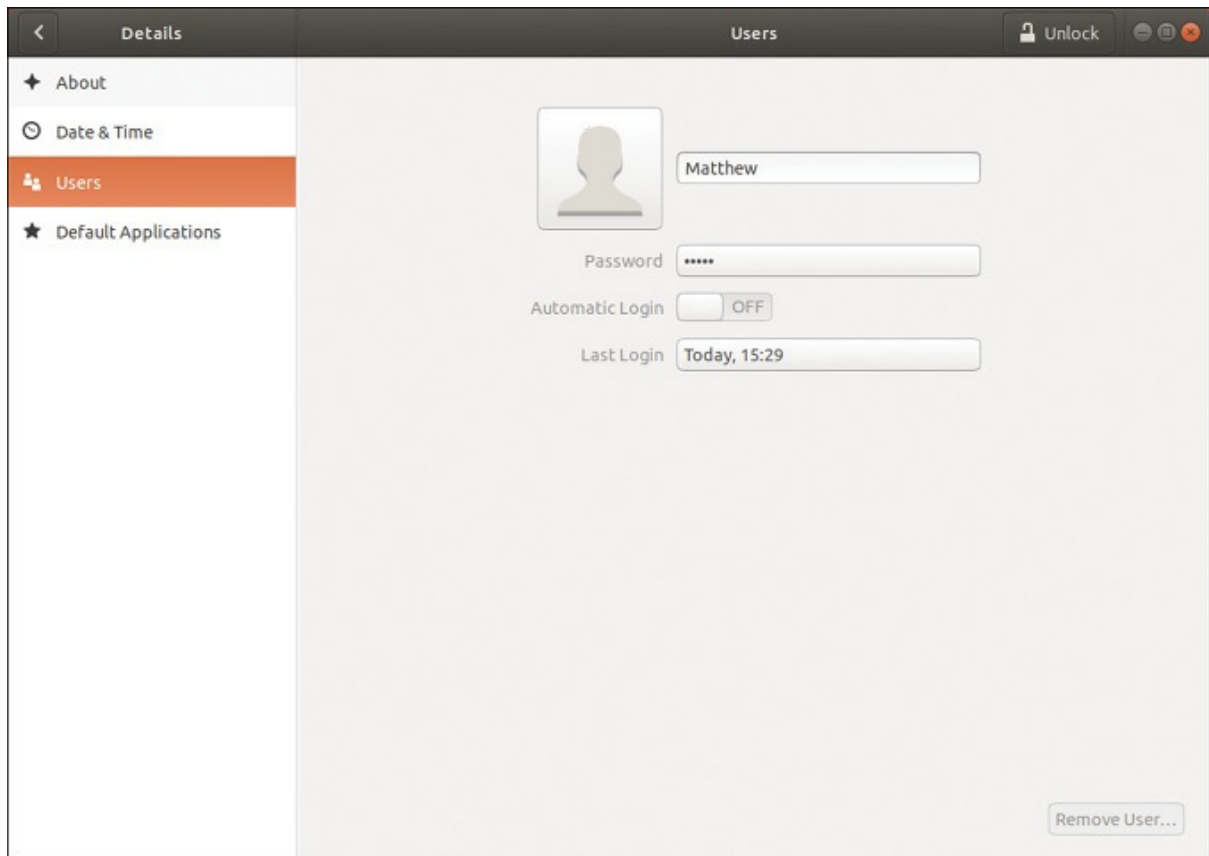 Details
Users
Unlock
About
Date & Time
Users
Default Applications
Matthew
Password •••••
Automatic Login OFF
Last Login Today, 15:29
Remove User...